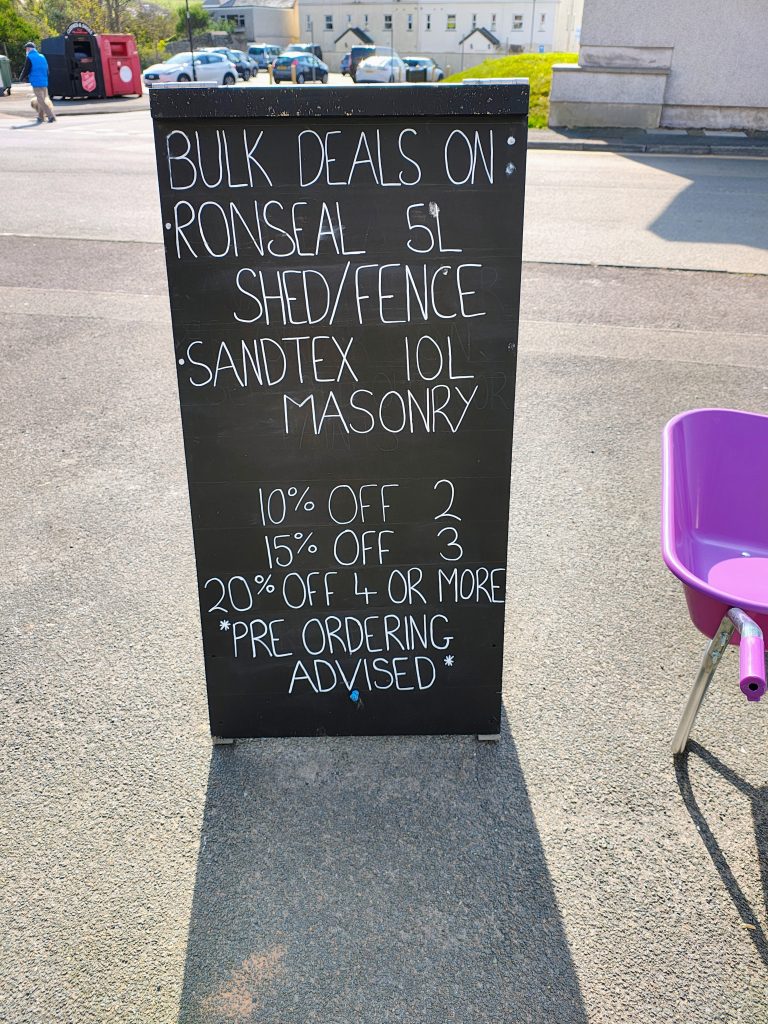 BULK DEALS ON
• RONSEAL 5L
SHED/FENCE
• SANDTEX 10L
MASONRY
10% OFF 2
15% OFF 3
20% OFF 4 OR MORE
*PRE ORDERING
ADVISED*